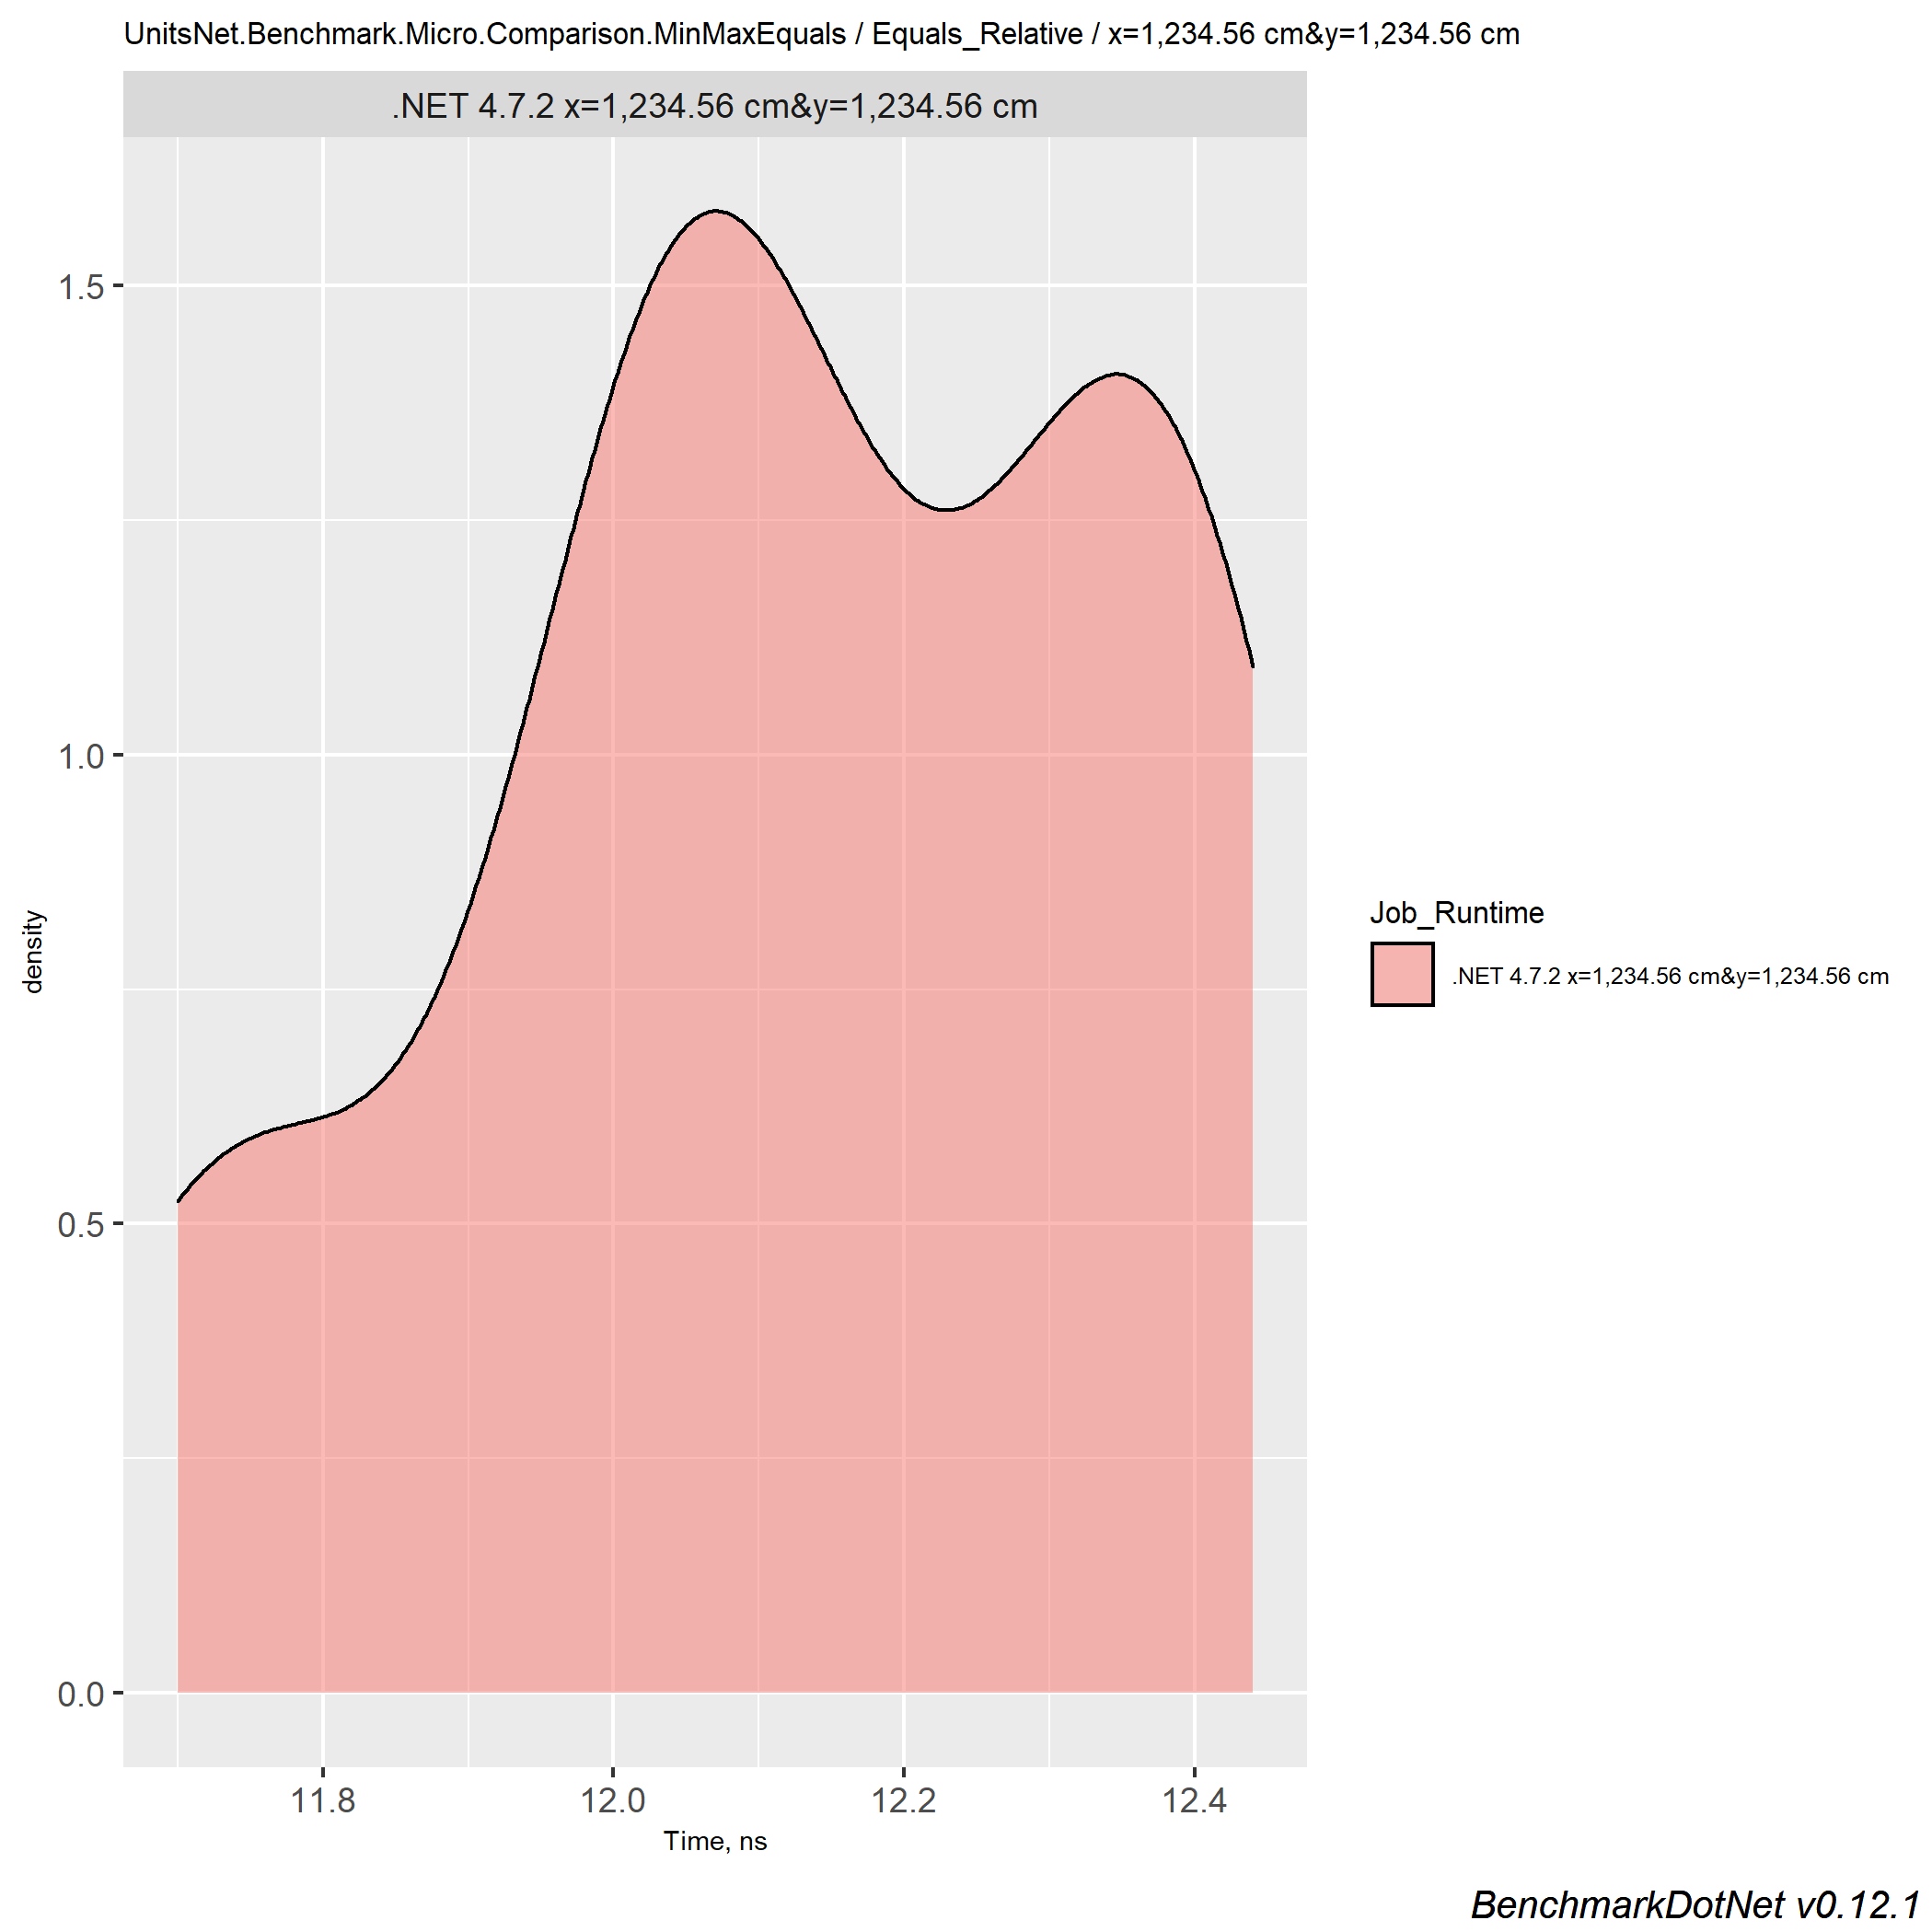 UnitsNet.Benchmark.Micro.Comparison.MinMaxEquals / Equals_Relative / x=1,234.56 cm&y=1,234.56 cm
.NET 4.7.2 x=1,234.56 cm&y=1,234.56 cm
1.5
1.0
0.5
0.0
density
11.8 12.0 12.2 12.4
Time, ns
Job_Runtime
.NET 4.7.2 x=1,234.56 cm&y=1,234.56 cm
BenchmarkDotNet v0.12.1